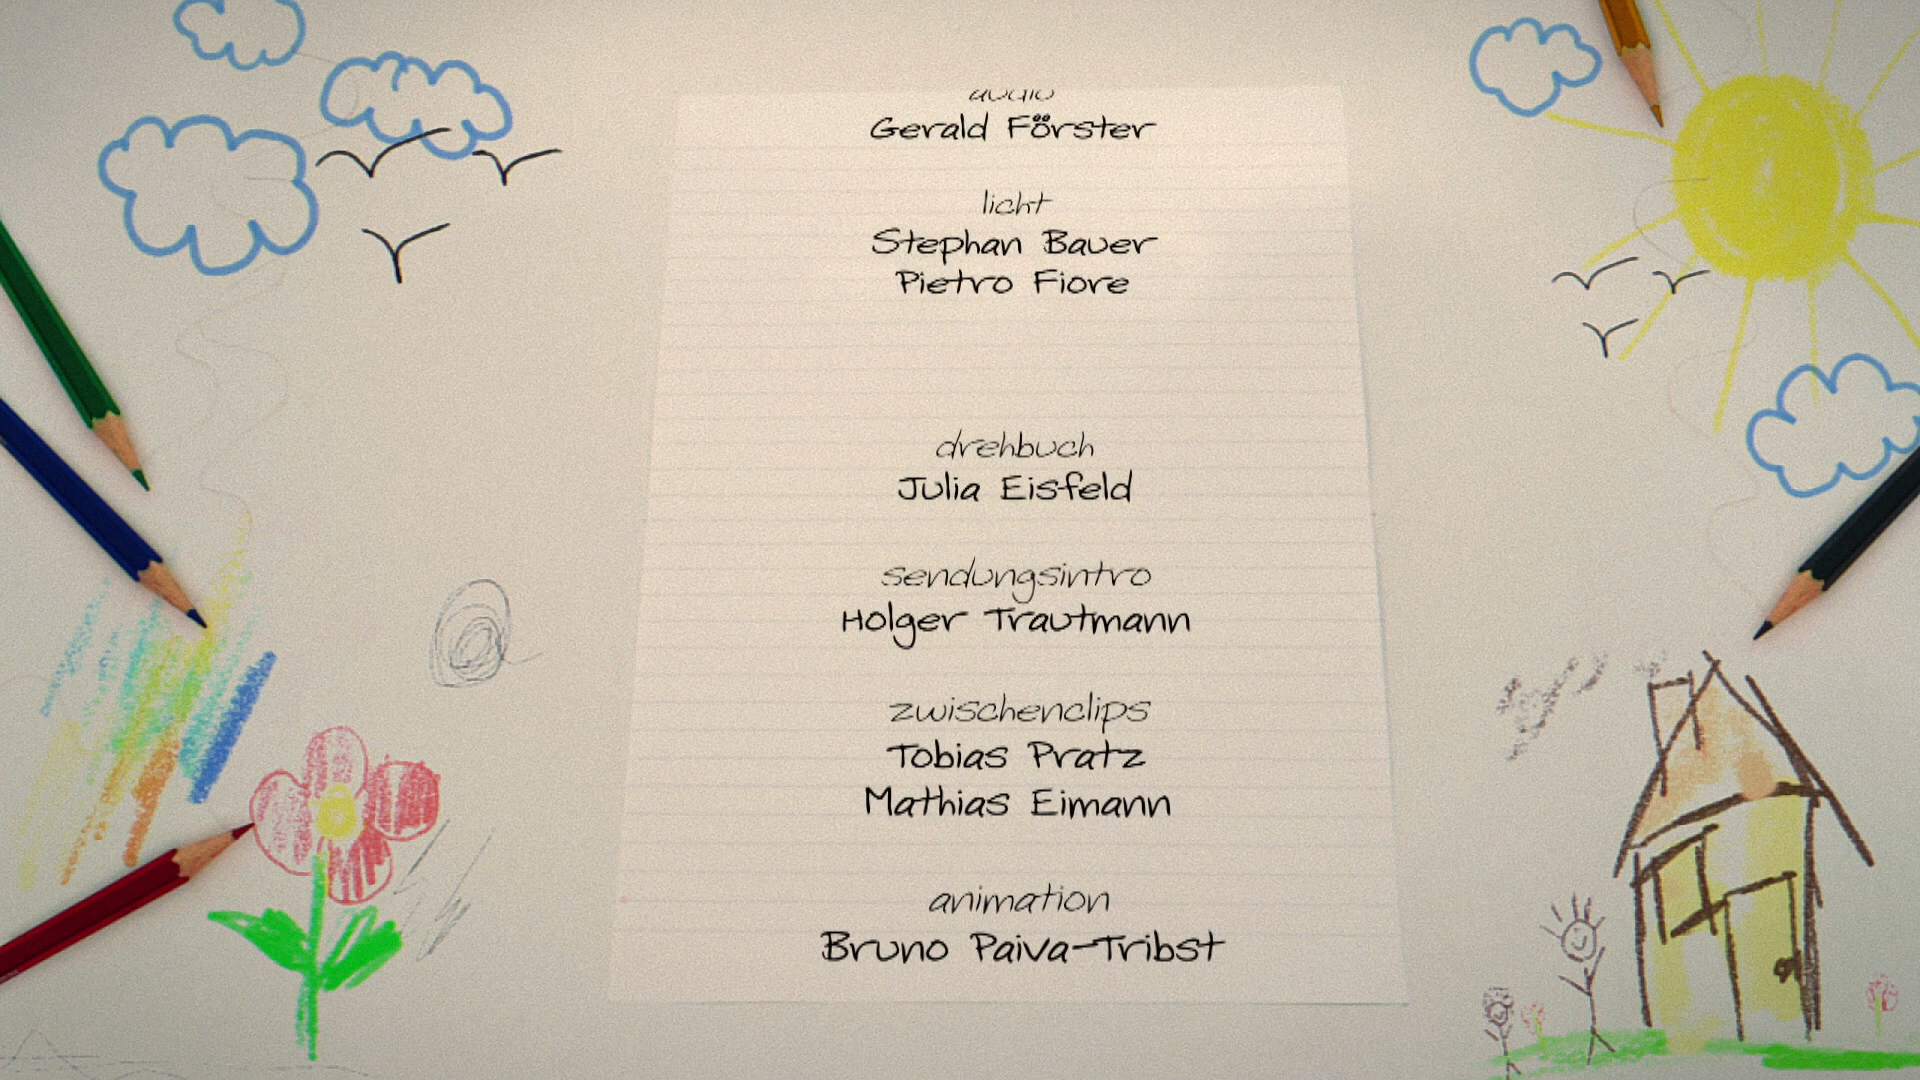 audio
Gerald Förster
licht
Stephan Bauer
Pietro Fiore
drehbuch
Julia Eisfeld
sendungsintro
Holger Trautmann
zwischenclips
Tobias Pratz
Mathias Eimann
animation
Bruno Paiva-Tribst